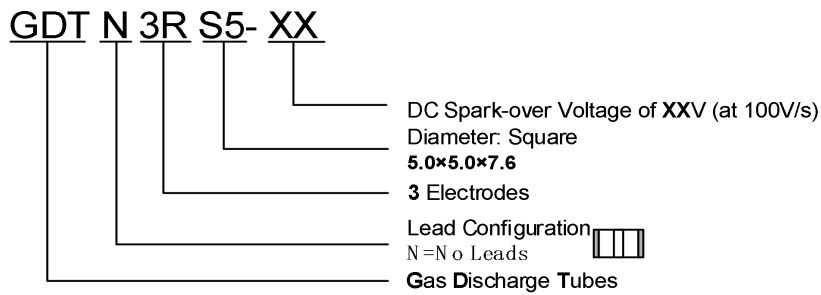 GDT N 3R S5- XX
DC Spark-over Voltage of XXV (at 100V/s)
Diameter: Square
5.0×5.0×7.6
3 Electrodes
Lead Configuration
N=No Leads
Gas Discharge Tubes